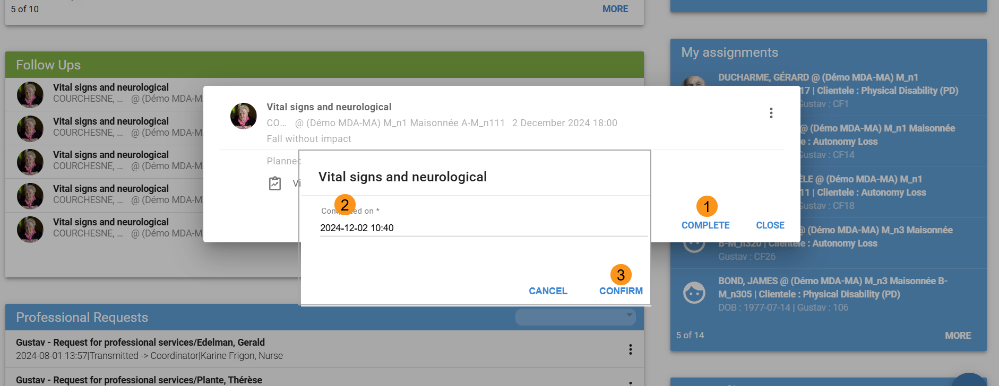 5 of 10
MORE
Follow Ups
Vital signs and neurological
COURCHESNE, ... @ (Démo MDA-M
Vital signs and neurological
COURCHESNE, ... @ (Démo MDA-M
Vital signs and neurological
COURCHESNE, ... @ (Démo MDA-M
Vital signs and neurological
COURCHESNE, ... @ (Démo MDA-M
Vital signs and neurological
COURCHESNE, ... @ (Démo MDA-M
Vital signs and neurological
CO... @ (Démo MDA-MA) M_n1 Maisonnée A-M_n111 2 December 2024 18:00
Fall without impact
Planned
Vi
1
COMPLETE
CLOSE
Vital signs and neurological
2
on *
2024-12-02 10:40
3
CANCEL
CONFIRM
Professional Requests
Gustav - Request for professional services/Edelman, Gerald
2024-08-01 13:57|Transmitted -> Coordinator|Karine Frigon, Nurse
Gustav - Request for professional services/Plante, Thérèse
My assignments
DUCHARME, GÉRARD @ (Démo MDA-MA) M_n1
17 | Clientele : Physical Disability (PD)
Gustav : CF1
@ (Démo MDA-MA) M_n1 Maisonnée
e : Autonomy Loss
Gustav : CF14
ÈLE @ (Démo MDA-MA) M_n1
11 | Clientele : Autonomy Loss
Gustav : CF18
@ (Démo MDA-MA) M_n3 Maisonnée
B-M_n320 | Clientele : Autonomy Loss
Gustav : CF26
BOND, JAMES @ (Démo MDA-MA) M_n3 Maisonnée B-
M_n305 | Clientele : Physical Disability (PD)
DOB : 1977-07-14 | Gustav : 106
5 of 14
MORE